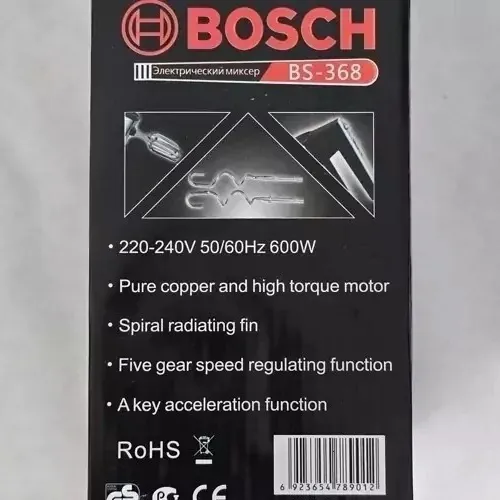 BOSCH
Электрический миксер BS-368
• 220-240V 50/60Hz 600W
• Pure copper and high torque motor
• Spiral radiating fin
• Five gear speed regulating function
• A key acceleration function
RoHS
6 923654 789012